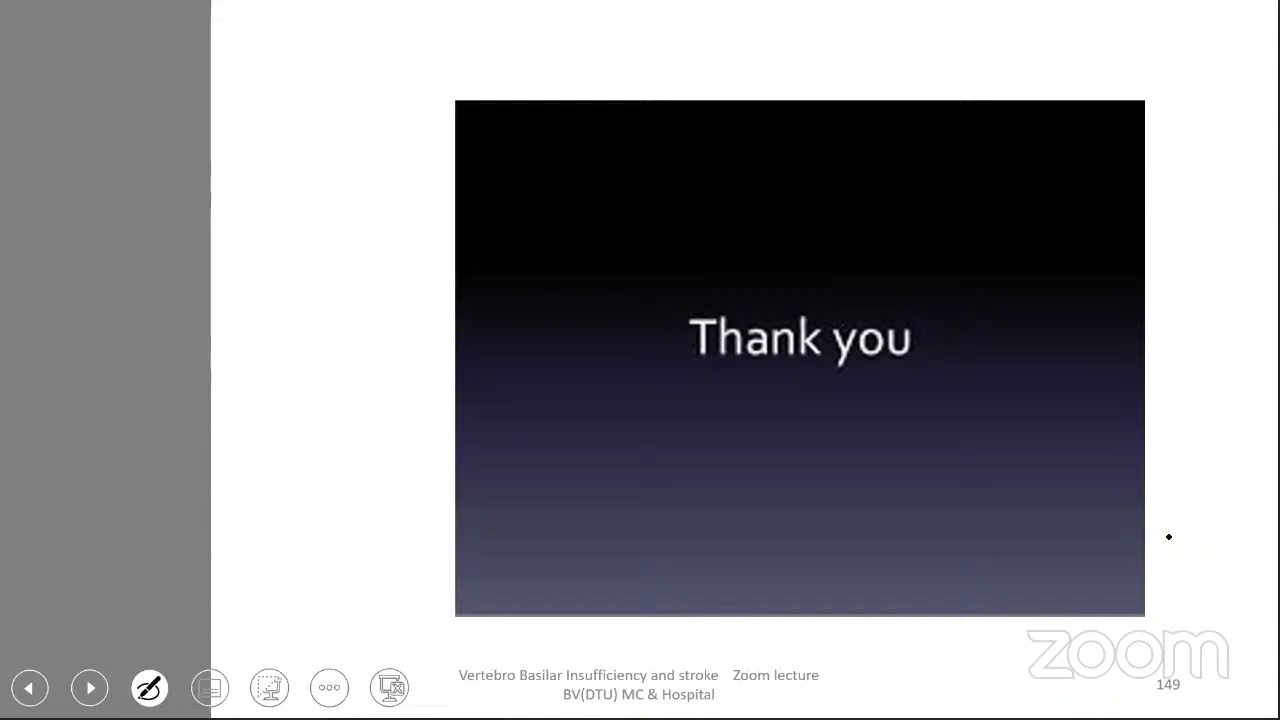 Thank you
Vertebro Basilar Insufficiency and stroke Zoom lecture
BV(DTU) MC & Hospital
zoom
149